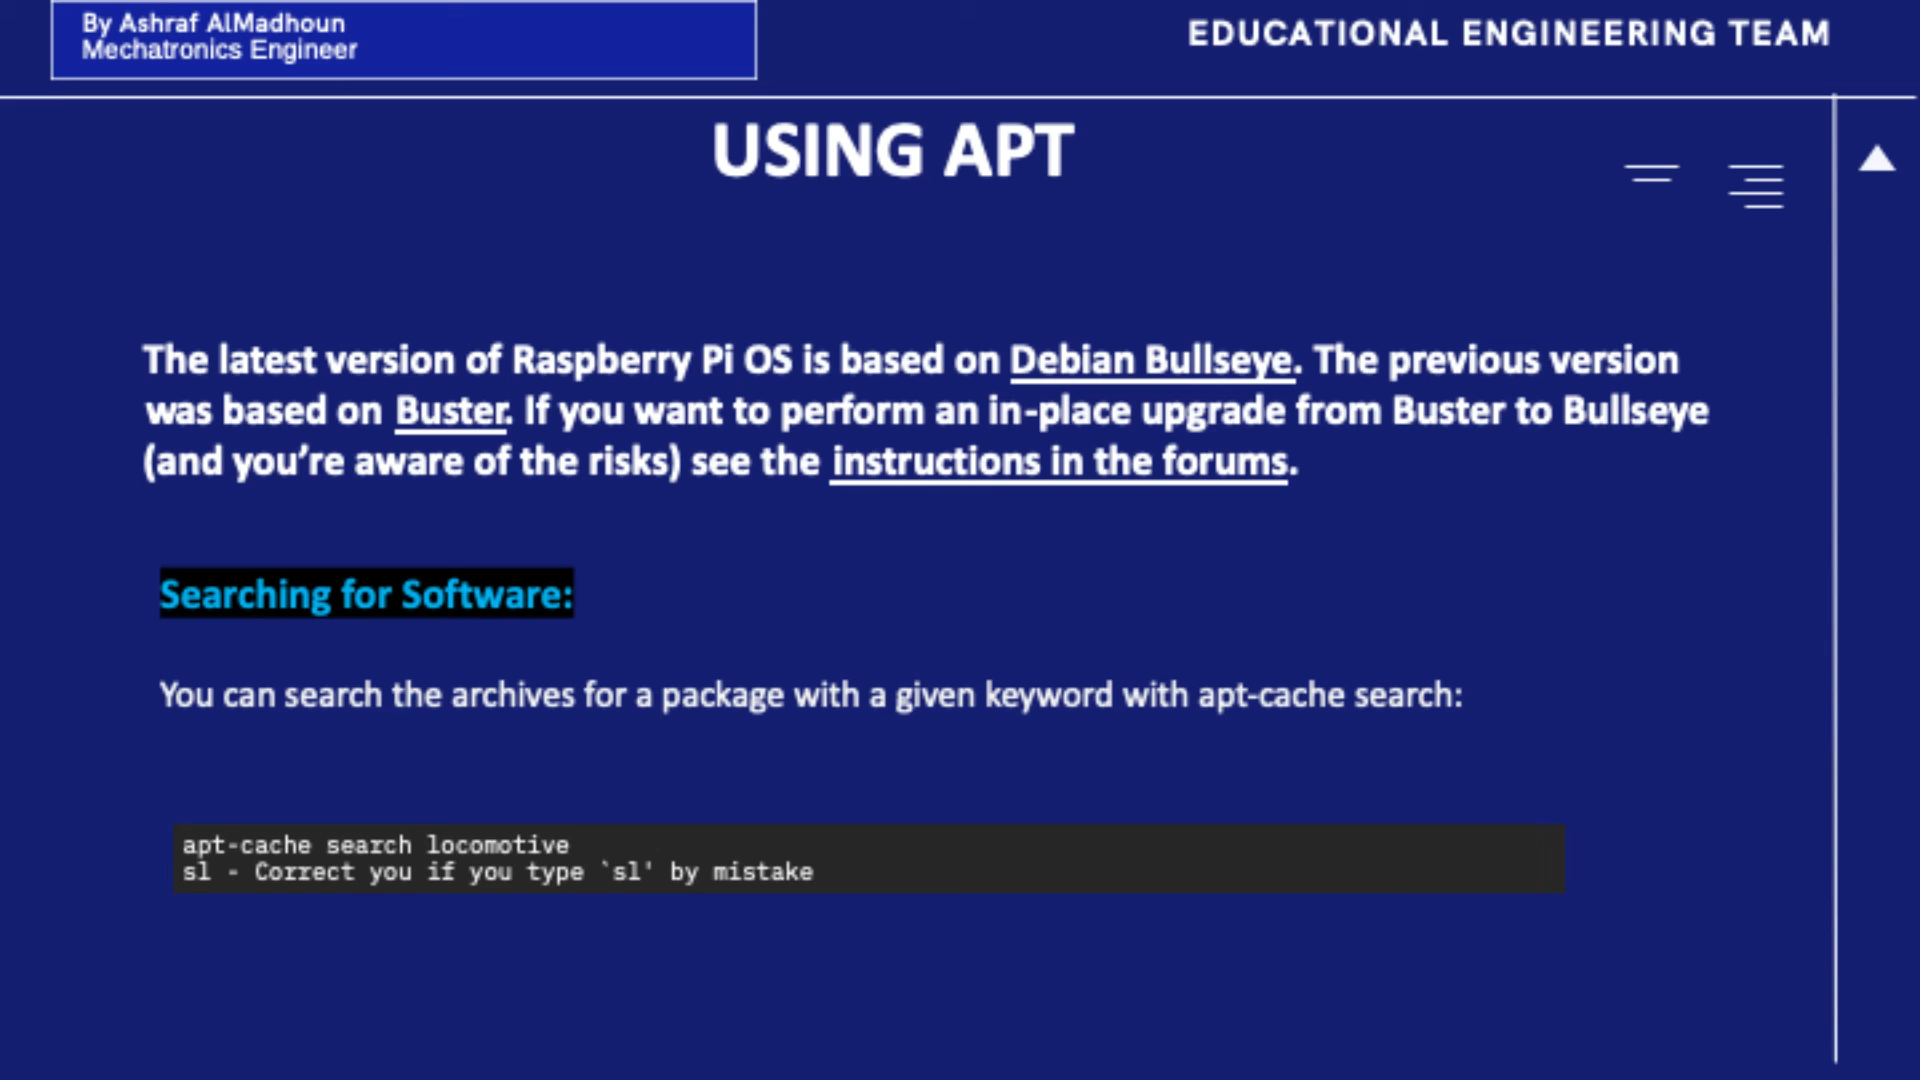 By Ashraf AlMadhoun
Mechatronics Engineer
EDUCATIONAL ENGINEERING TEAM
USING APT
The latest version of Raspberry Pi OS is based on Debian Bullseye. The previous version
was based on Buster. If you want to perform an in-place upgrade from Buster to Bullseye
(and you’re aware of the risks) see the instructions in the forums.
Searching for Software:
You can search the archives for a package with a given keyword with apt-cache search:
apt-cache search locomotive
sl - Correct you if you type `sl' by mistake